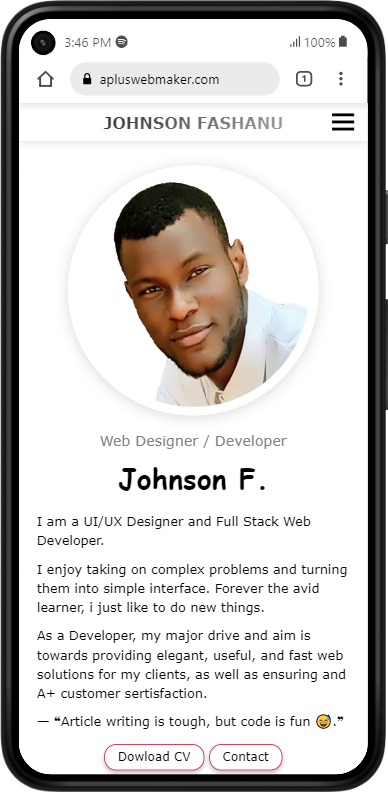 3:46 PM 100%
apluswebmaker.com 1
JOHNSON FASHANU
Web Designer / Developer
Johnson F.
I am a UI/UX Designer and Full Stack Web
Developer.
I enjoy taking on complex problems and turning
them into simple interface. Forever the avid
learner, i just like to do new things.
As a Developer, my major drive and aim is
towards providing elegant, useful, and fast web
solutions for my clients, as well as ensuring and
A+ customer sertisfaction.
— ❝Article writing is tough, but code is fun 😅.❞
Dowload CV Contact